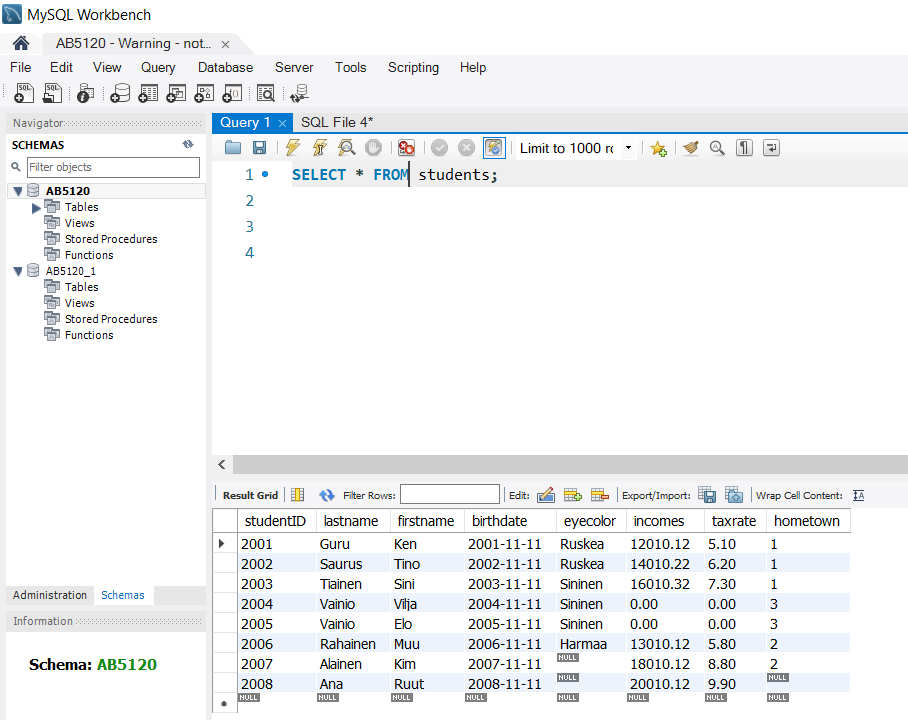 MySQL Workbench
AB5120 - Warning - not... ×
File Edit View Query Database Server Tools Scripting Help
Navigator
SCHEMAS
Filter objects
AB5120
Tables
Views
Stored Procedures
Functions
AB5120_1
Tables
Views
Stored Procedures
Functions
Administration Schemas
Information
Schema: AB5120
Query 1 × SQL File 4*
Limit to 1000 rc
1 SELECT * FROM students;
2
3
4
Result Grid Filter Rows: Edit: Export/Import: Wrap Cell Content: IA
studentID lastname firstname birthdate eyecolor incomes taxrate hometown
2001 Guru Ken 2001-11-11 Ruskea 12010.12 5.10 1
2002 Saurus Tino 2002-11-11 Ruskea 14010.22 6.20 1
2003 Tiainen Sini 2003-11-11 Sininen 16010.32 7.30 1
2004 Vainio Vilja 2004-11-11 Sininen 0.00 0.00 3
2005 Vainio Elo 2005-11-11 Sininen 0.00 0.00 3
2006 Rahainen Muu 2006-11-11 Harmaa 13010.12 5.80 2
2007 Alainen Kim 2007-11-11 NULL 18010.12 8.80 2
2008 Ana Ruut 2008-11-11 NULL 20010.12 9.90 NULL
NULL NULL NULL NULL NULL NULL NULL NULL